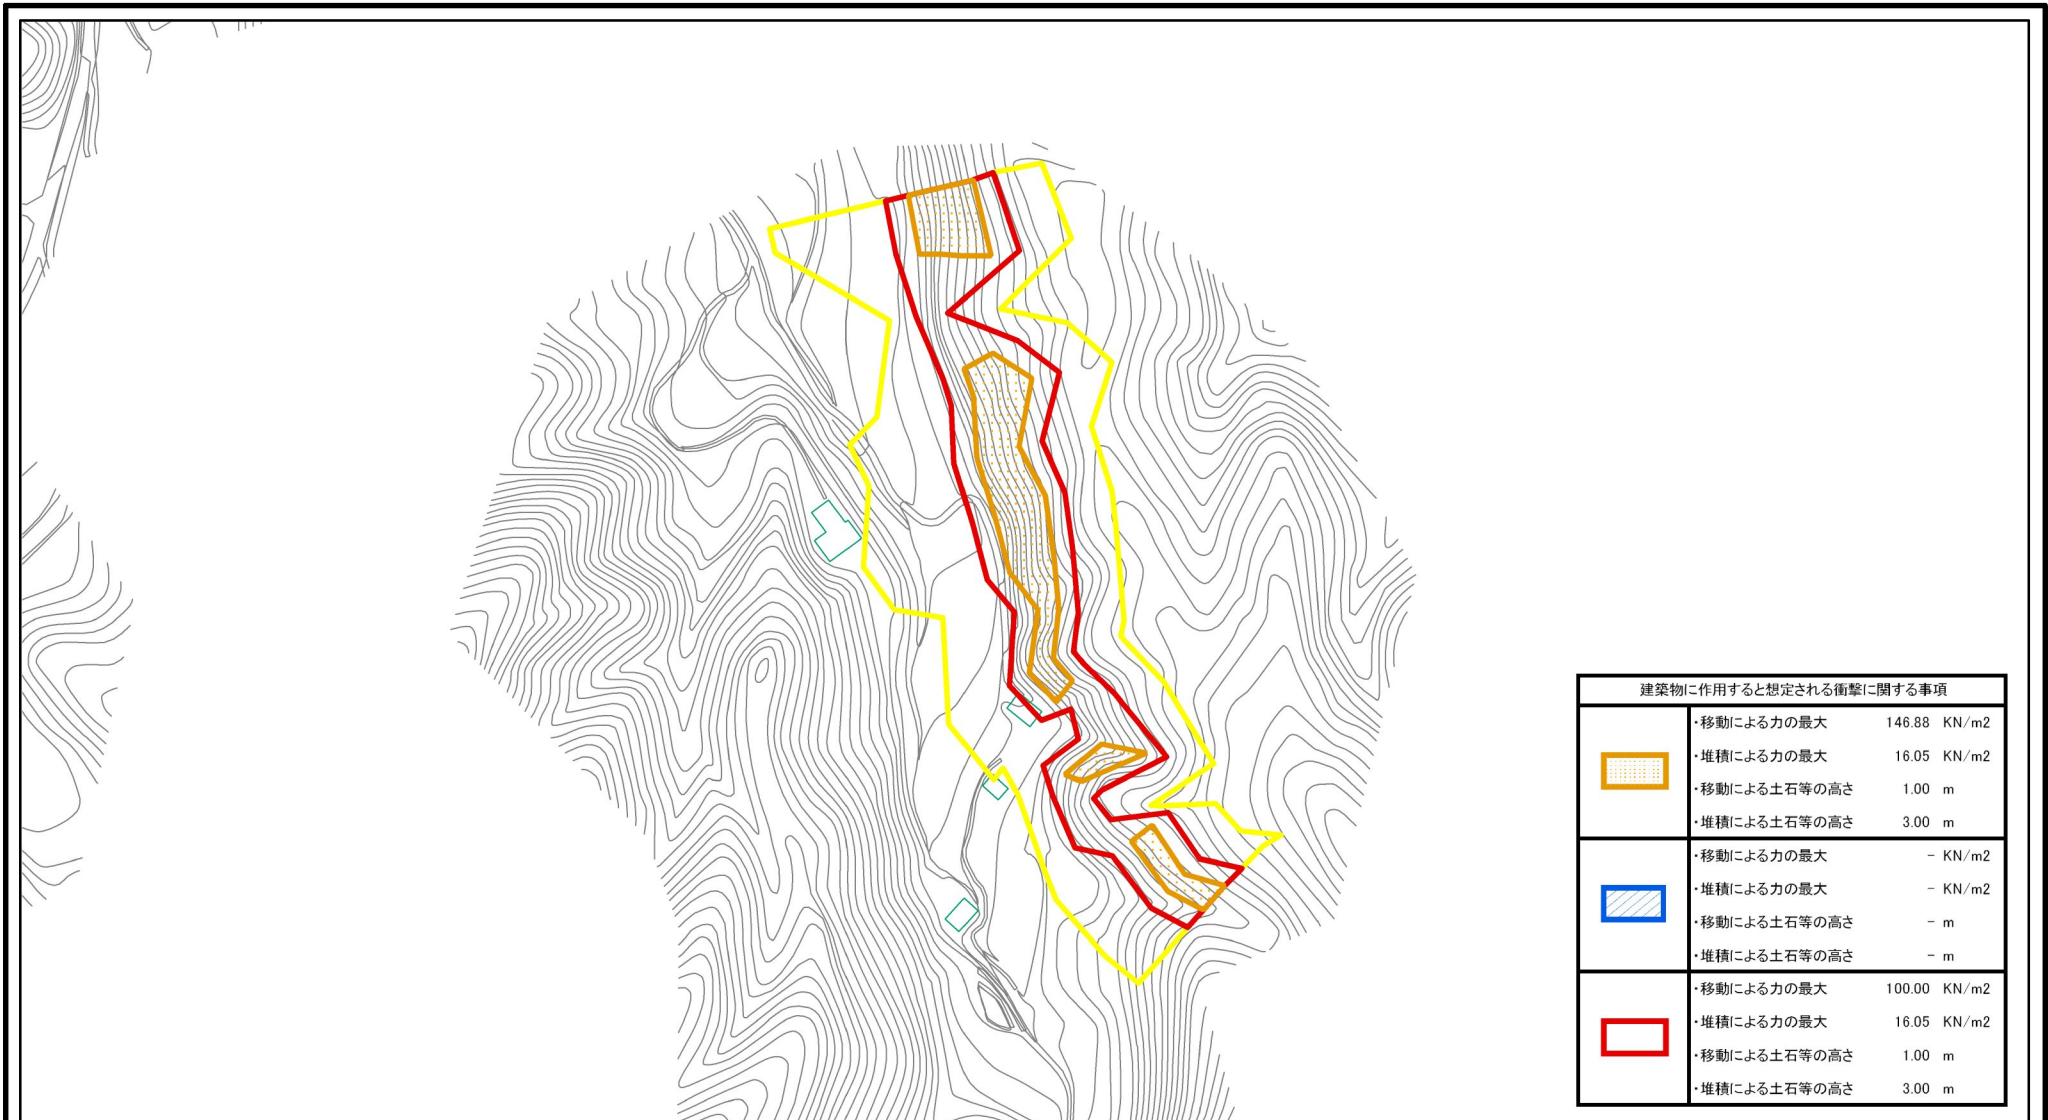 建築物に作用すると想定される衝撃に関する事項
・移動による力の最大 146.88 KN/m2
・堆積による力の最大 16.05 KN/m2
・移動による土石等の高さ 1.00 m
・堆積による土石等の高さ 3.00 m
・移動による力の最大 - KN/m2
・堆積による力の最大 - KN/m2
・移動による土石等の高さ - m
・堆積による土石等の高さ - m
・移動による力の最大 100.00 KN/m2
・堆積による力の最大 16.05 KN/m2
・移動による土石等の高さ 1.00 m
・堆積による土石等の高さ 3.00 m